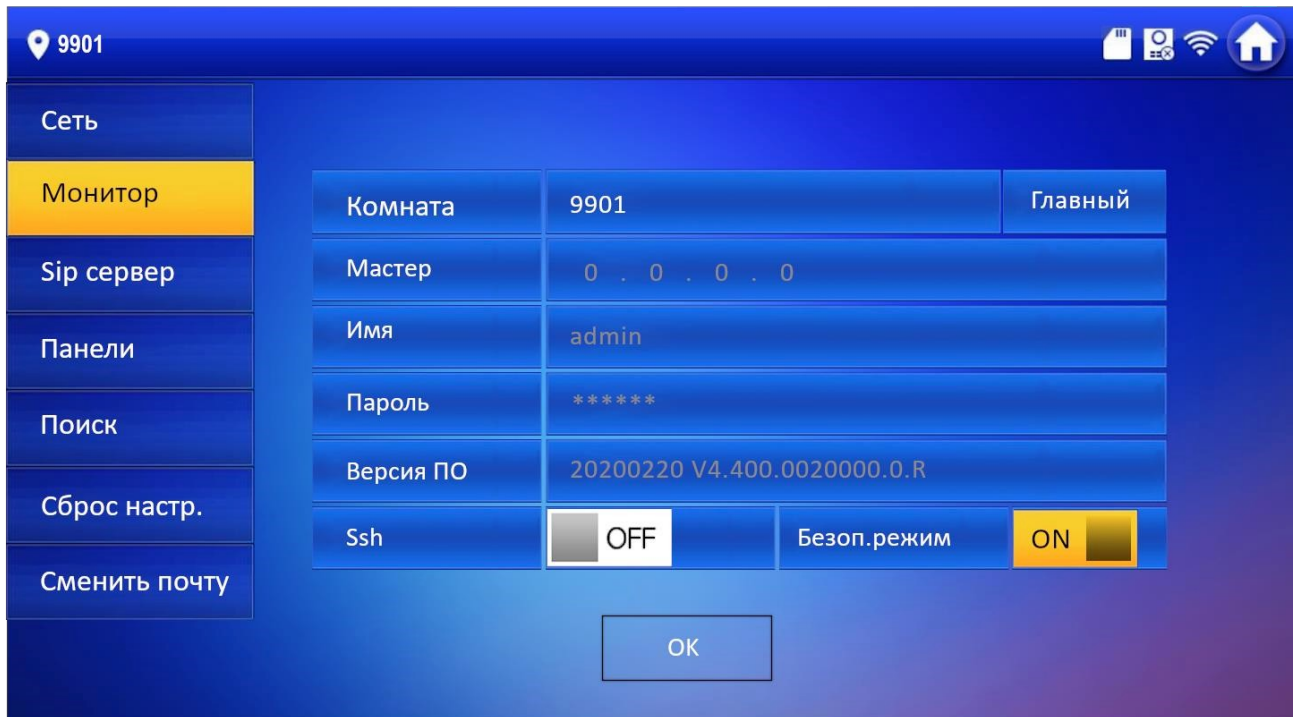 9901
Сеть
Монитор
Sip сервер
Панели
Поиск
Сброс настр.
Сменить почту
Комната 9901 Главный
Мастер 0 . 0 . 0 . 0
Имя admin
Пароль ******
Версия ПО 20200220 V4.400.0020000.0.R
Ssh OFF Безоп.режим ON
OK